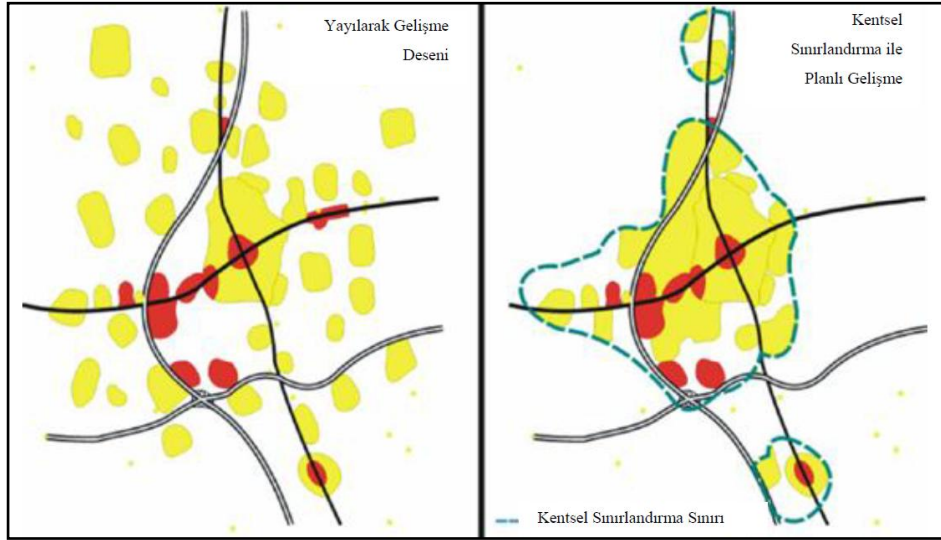 Yayılarak Gelişme
Deseni
Kentsel
Sınırlandırma ile
Planlı Gelişme
Kentsel Sınırlandırma Sınırı